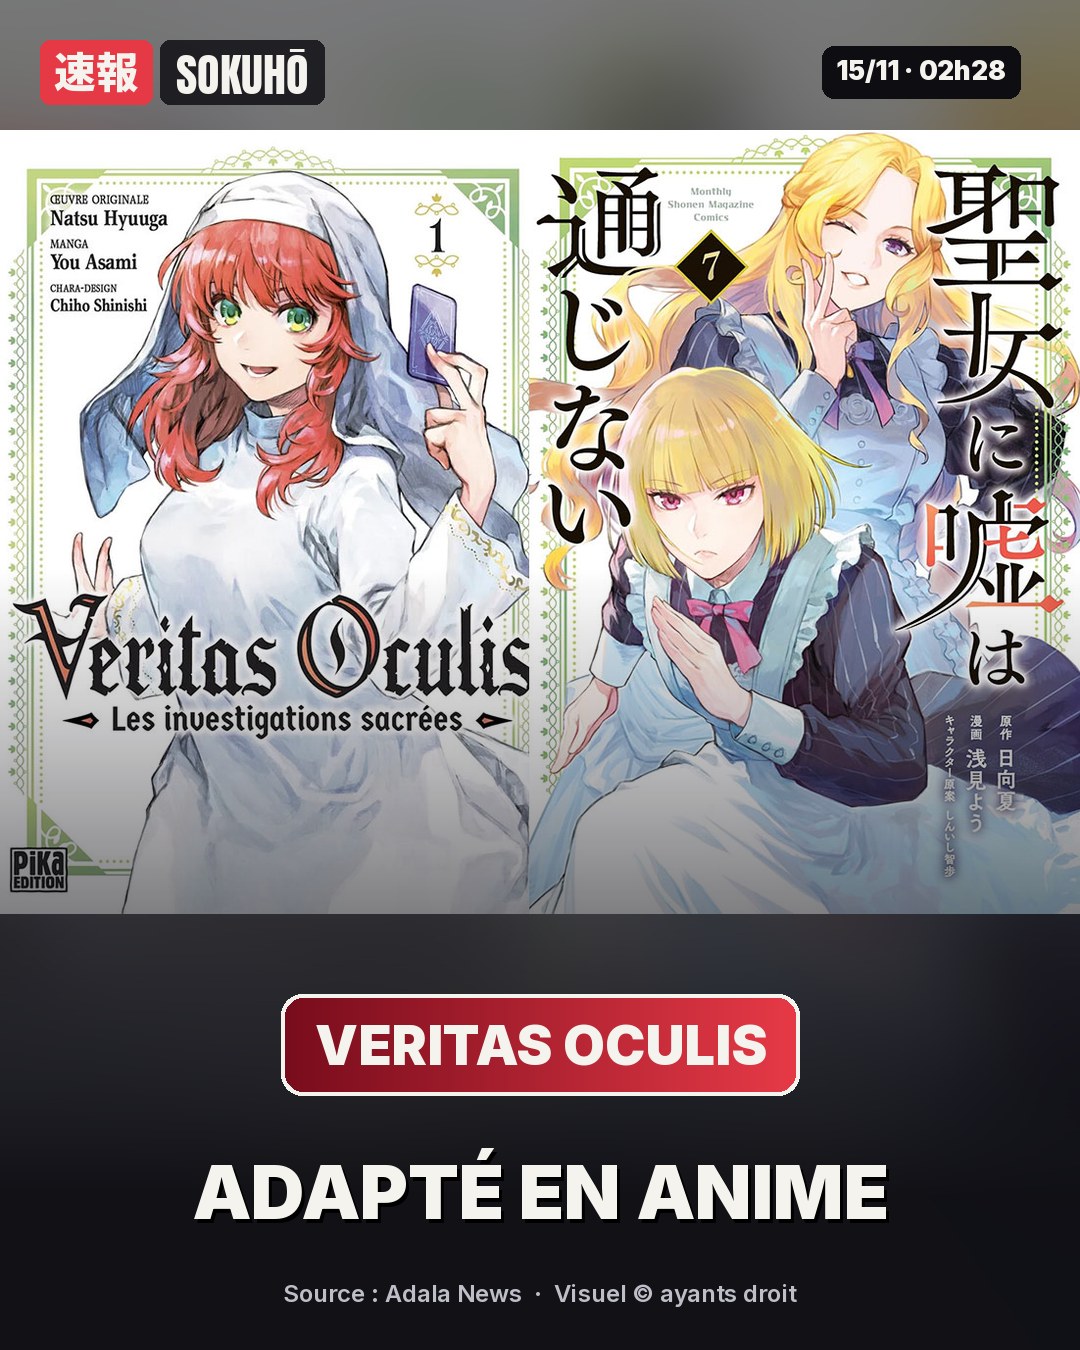 速報 SOKUHŌ
15/11 · 02h28
ŒUVRE ORIGINALE
Natsu Hyuuga
MANGA
You Asami
CHARA-DESIGN
Chiho Shinishi
1
Veritas Oculis
Les investigations sacrées
PiKa
EDITION
Monthly
Shonen Magazine
Comics
7
聖女に嘘は
通じない
原作 日向夏
漫画 浅見よう
キャラクター原案 しんいし智歩
VERITAS OCULIS
ADAPTÉ EN ANIME
Source : Adala News · Visuel © ayants droit